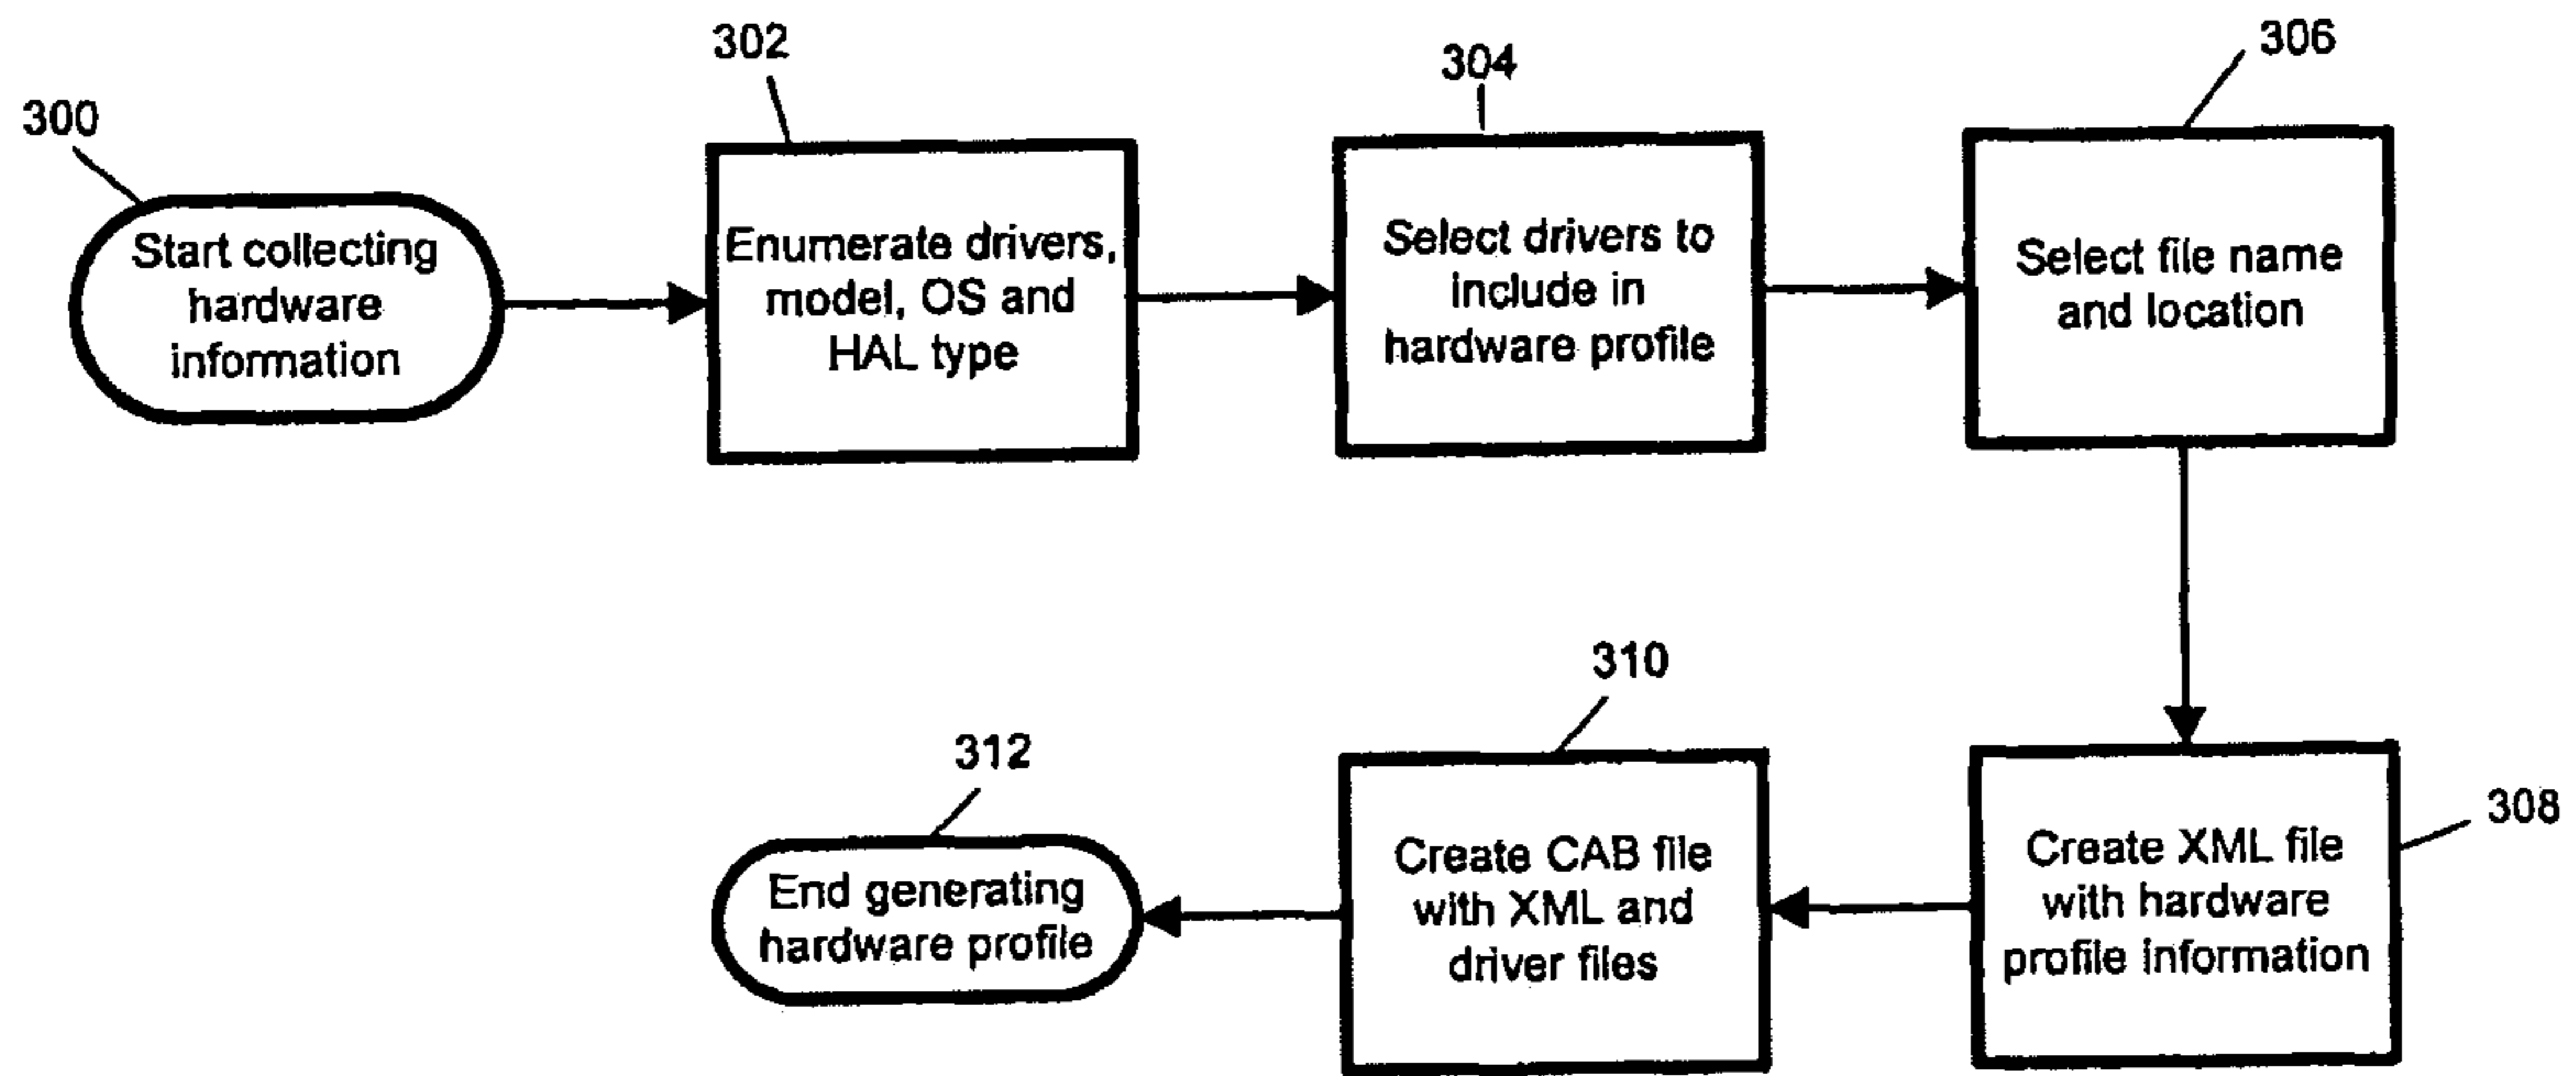 300
Start collecting
hardware
information
302
Enumerate drivers,
model, OS and
HAL type
304
Select drivers to
include in
hardware profile
306
Select file name
and location
308
Create XML file
with hardware
profile information
310
Create CAB file
with XML and
driver files
312
End generating
hardware profile